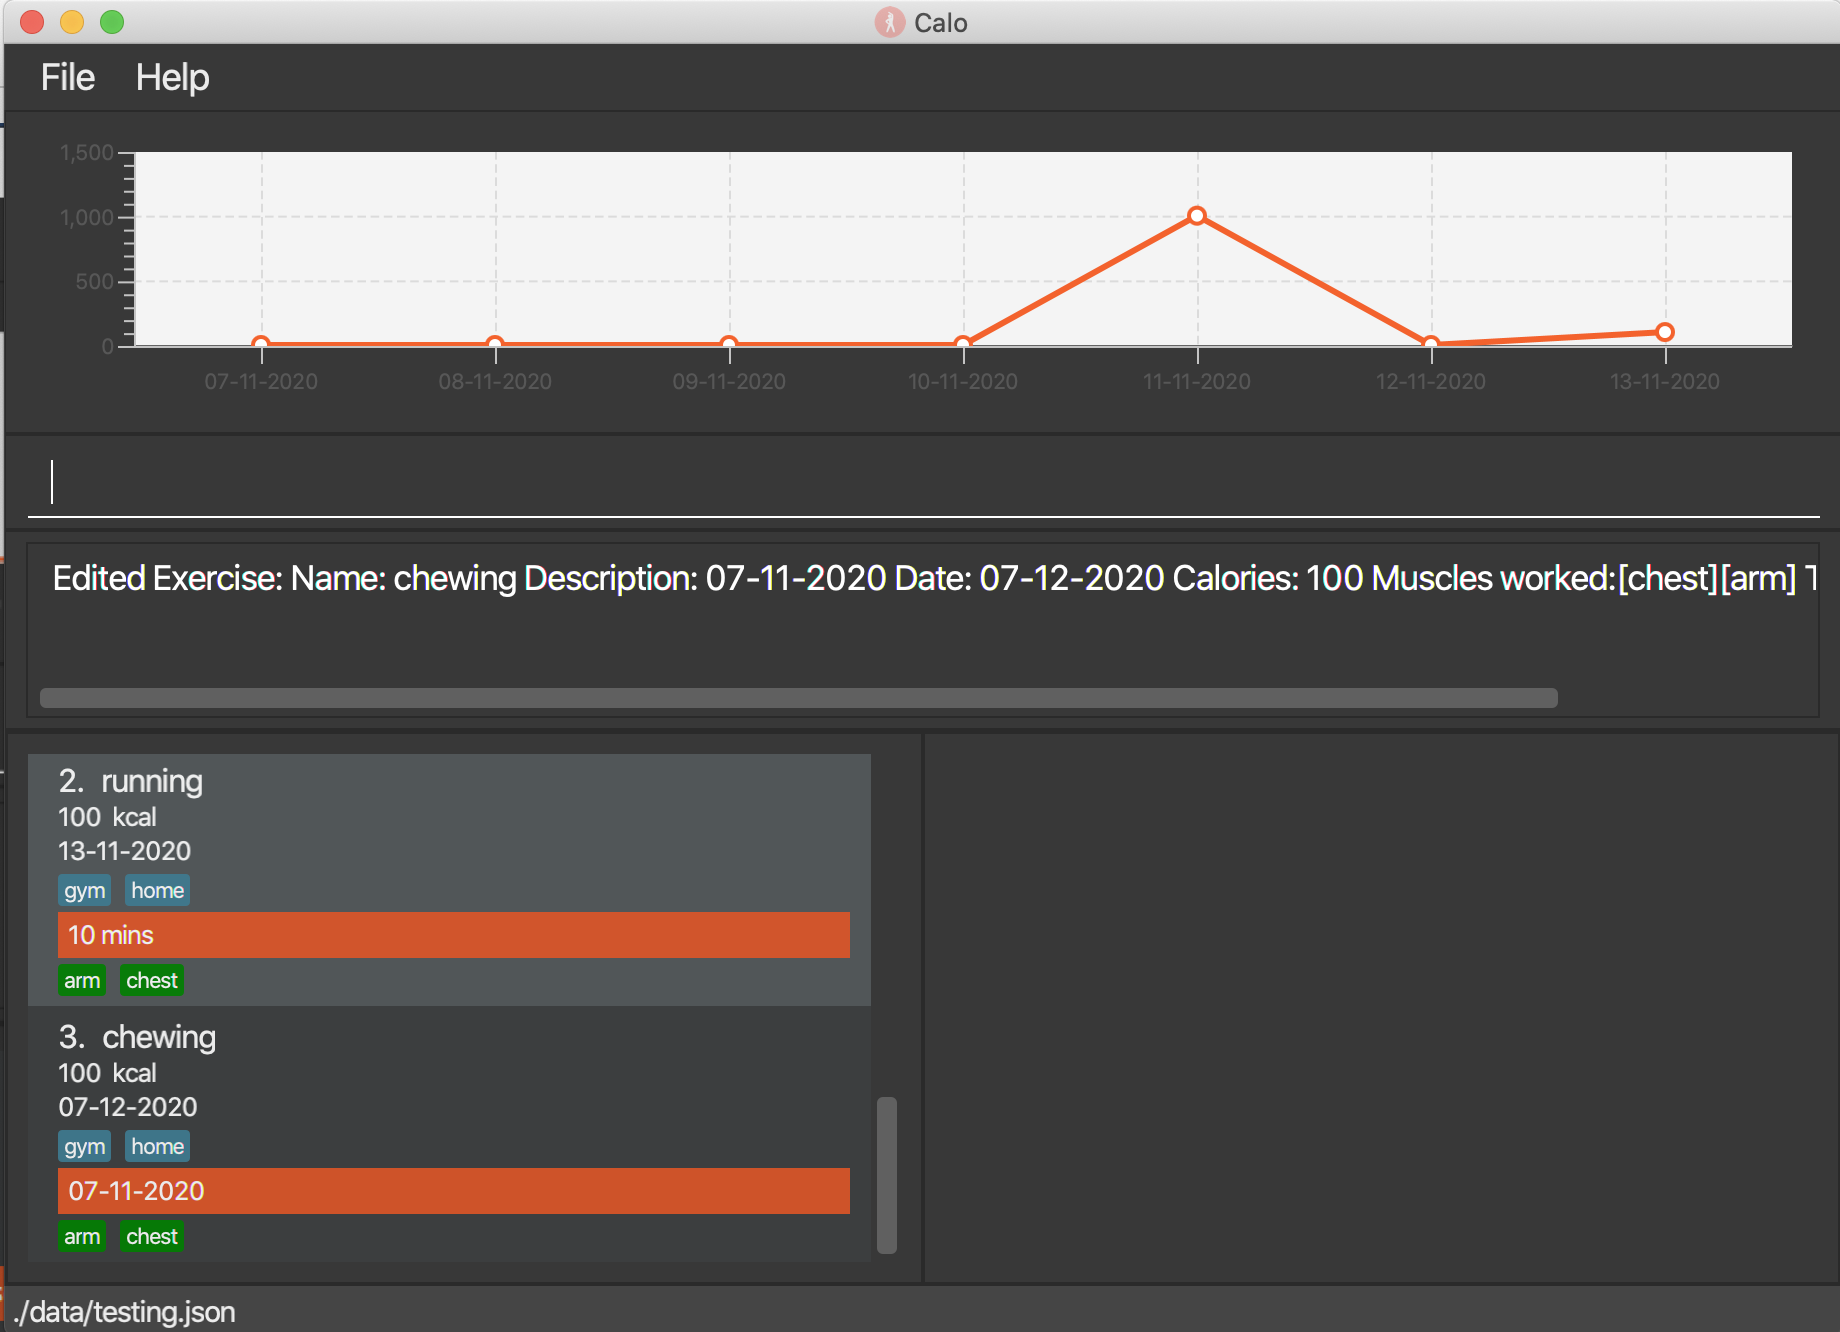 Calo
File Help
1,500
1,000
500
0
07-11-2020 08-11-2020 09-11-2020 10-11-2020 11-11-2020 12-11-2020 13-11-2020
Edited Exercise: Name: chewing Description: 07-11-2020 Date: 07-12-2020 Calories: 100 Muscles worked:[chest][arm]
2. running
100 kcal
13-11-2020
gym home
10 mins
arm chest
3. chewing
100 kcal
07-12-2020
gym home
07-11-2020
arm chest
./data/testing.json